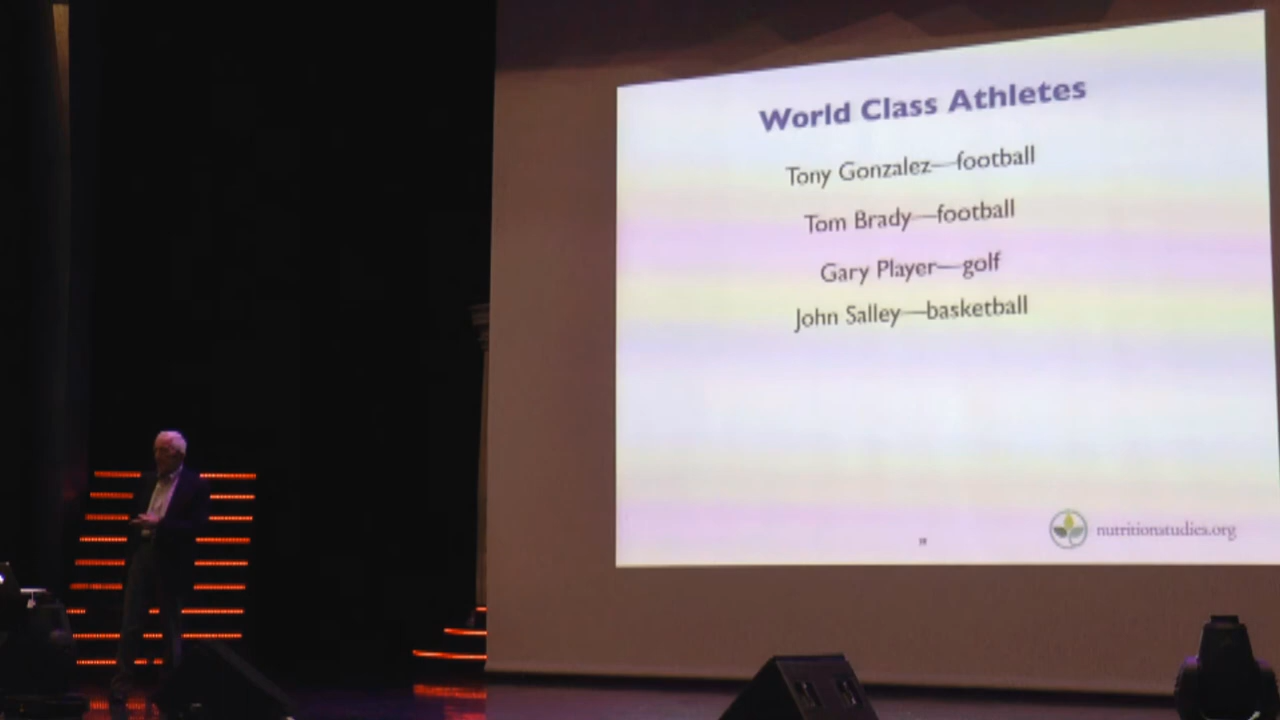 World Class Athletes
Tony Gonzalez—football
Tom Brady—football
Gary Player—golf
John Salley—basketball
nutritionstudies.org